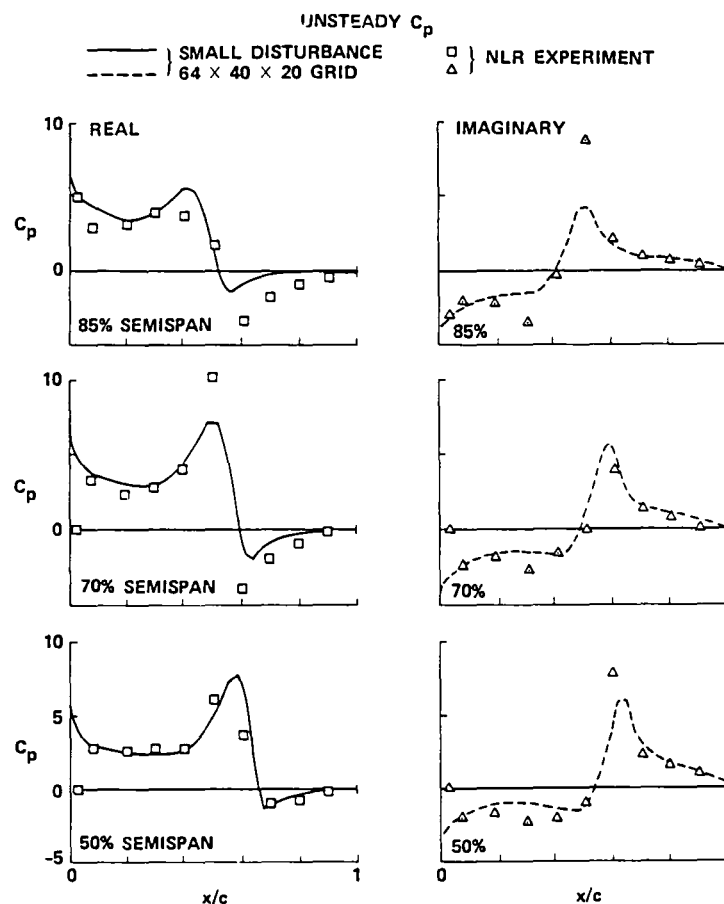 UNSTEADY Cp
SMALL DISTURBANCE
64 × 40 × 20 GRID
NLR EXPERIMENT
REAL
IMAGINARY
10
Cp
0
85% SEMISPAN
85%
10
Cp
0
70% SEMISPAN
70%
10
5
Cp
0
50% SEMISPAN
50%
-5
0
1
x/c
x/c